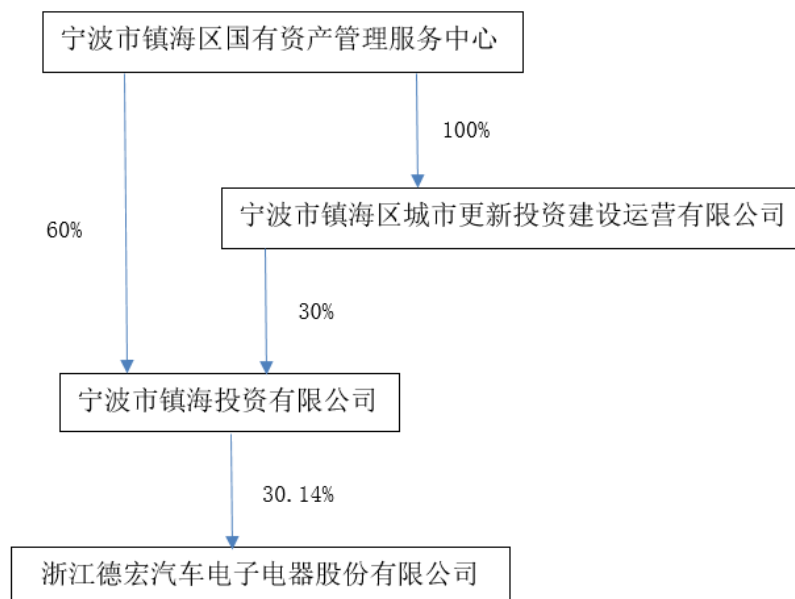 宁波市镇海区国有资产管理服务中心
100%
宁波市镇海区城市更新投资建设运营有限公司
60%
30%
宁波市镇海投资有限公司
30.14%
浙江德宏汽车电子电器股份有限公司